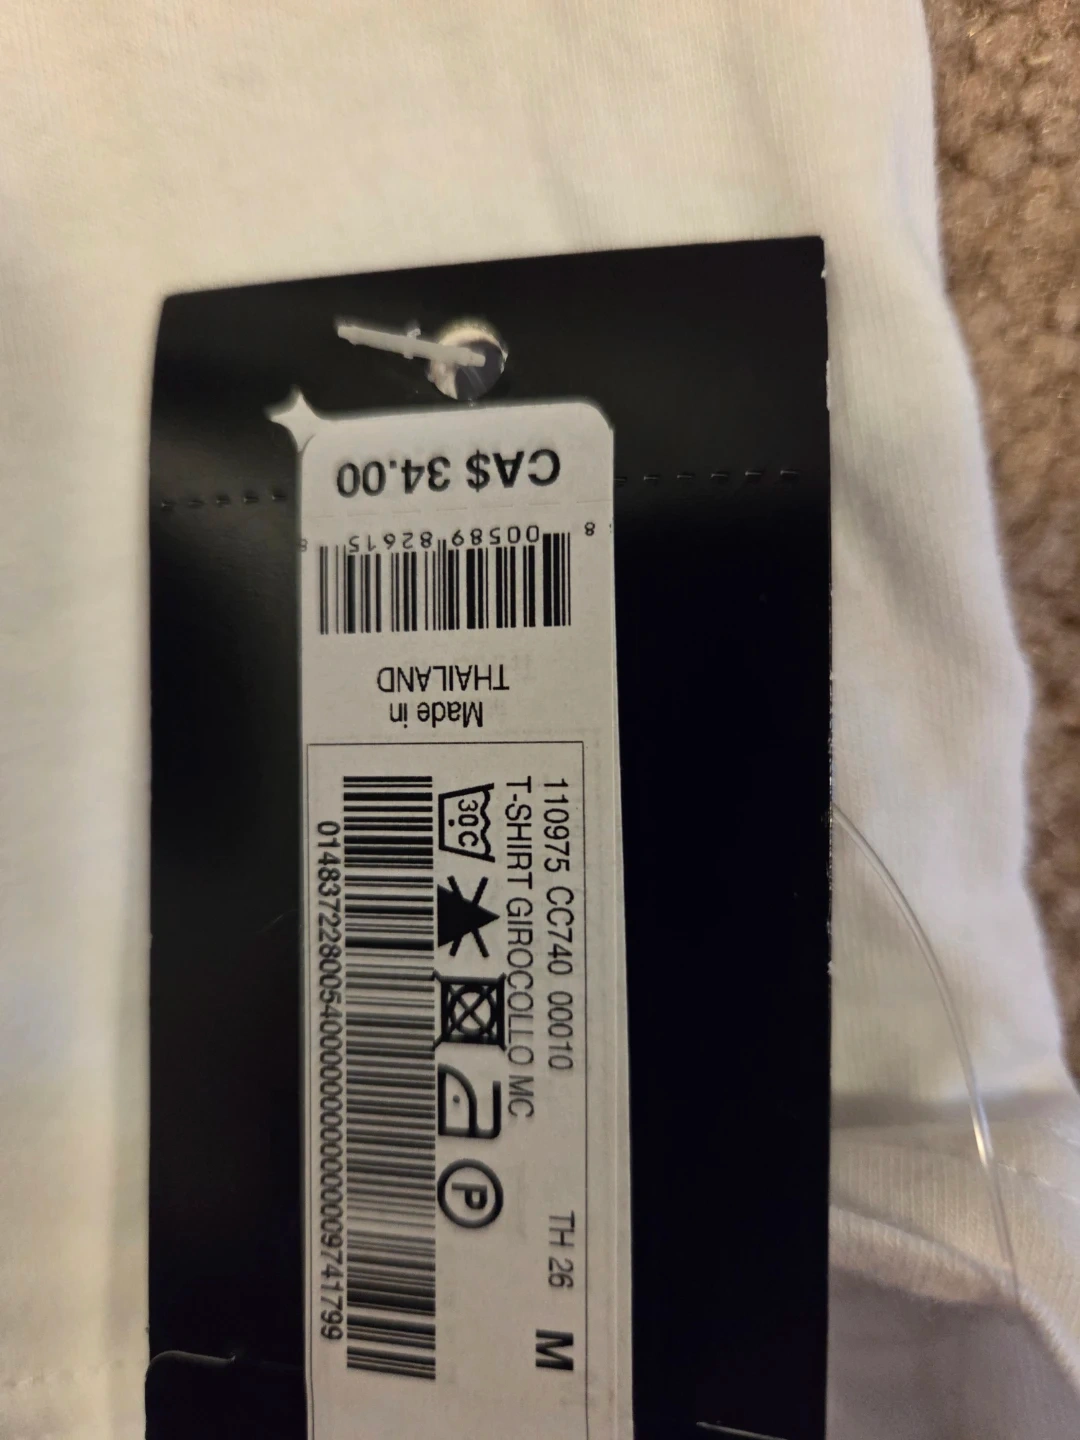 CA$ 34.00
8 00589 82615 8
Made in
THAILAND
110975 CC740 00010 TH 26 M
T-SHIRT GIROCOLLO MC
30°C
P